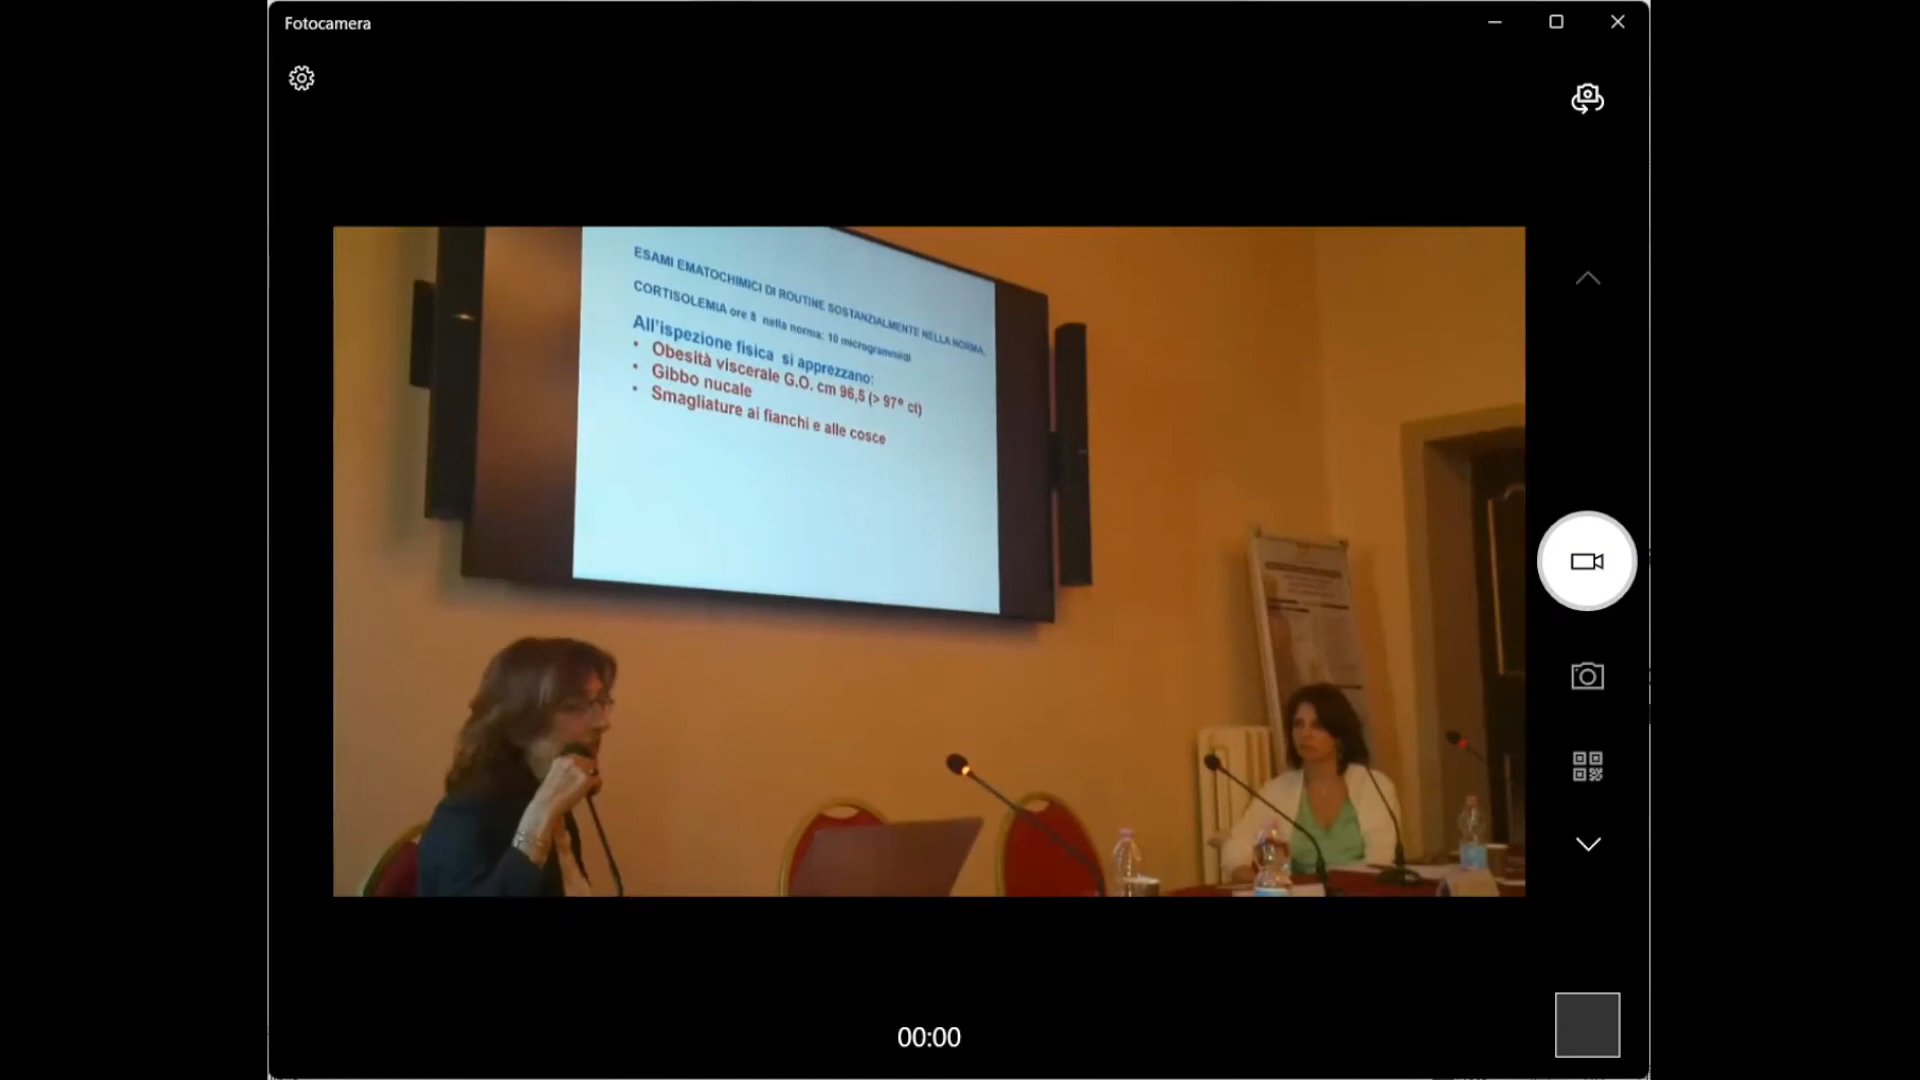 Fotocamera
ESAMI EMATOCHIMICI DI ROUTINE SOSTANZIALMENTE NELLA NORMA,
CORTISOLEMIA ore 8 nella norma: 10 microgrammi/dl
All'ispezione fisica si apprezzano:
• Obesità viscerale G.O. cm 96,5 (> 97° ct)
• Gibbo nucale
• Smagliature ai fianchi e alle cosce
00:00